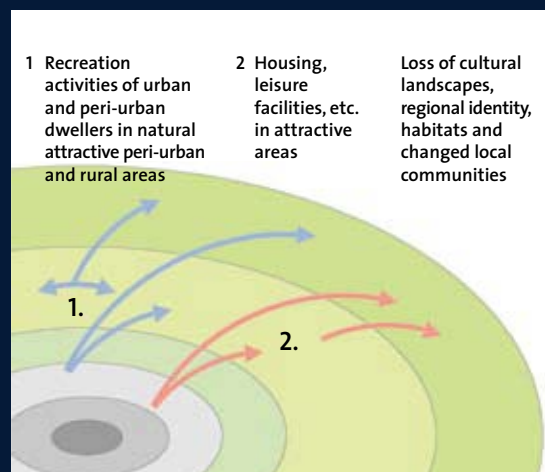 1 Recreation
activities of urban
and peri-urban
dwellers in natural
attractive peri-urban
and rural areas
2 Housing,
leisure
facilities, etc.
in attractive
areas
Loss of cultural
landscapes,
regional identity,
habitats and
changed local
communities
1.
2.